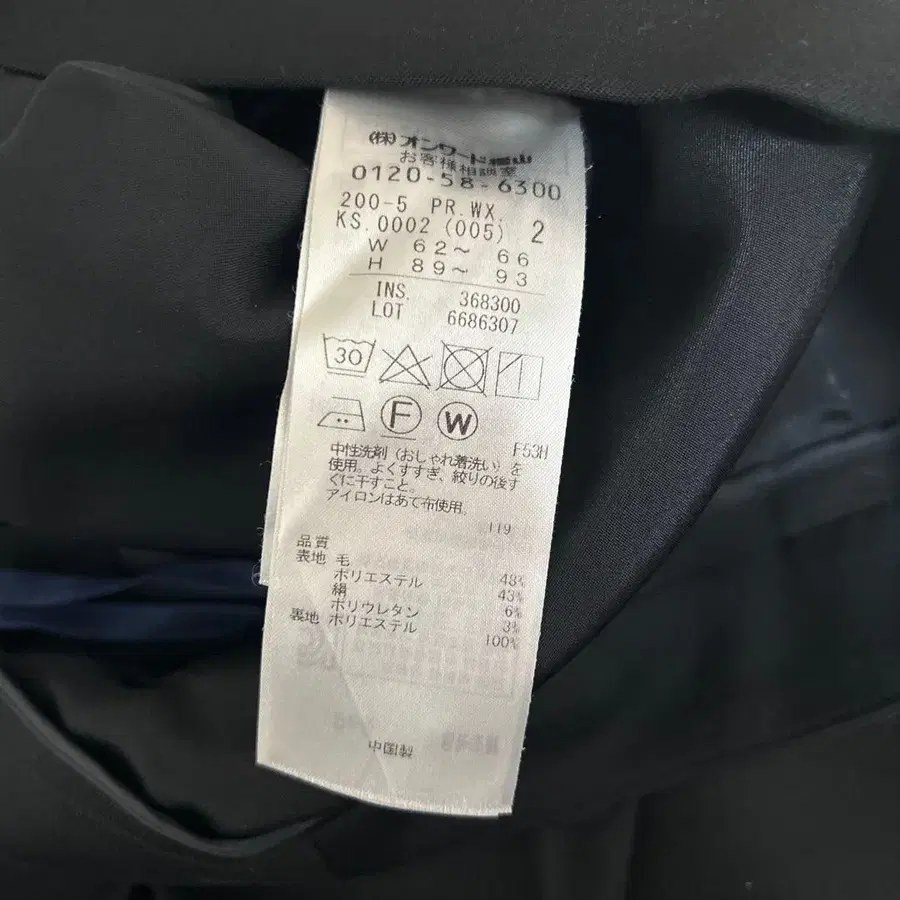 (株)オンワード樫山
お客様相談室
0120-58-6300
200-5 PR.WX.
KS.0002 (005) 2
W 62～ 66
H 89～ 93
INS. 368300
LOT 6686307
30
F W
F53H
中性洗剤（おしゃれ着洗い）を
使用。よくすすぎ、絞りの後す
ぐに干すこと。
アイロンはあて布使用。
119
品質
表地 毛 48%
ポリエステル 43%
絹 6%
ポリウレタン 3%
裏地 ポリエステル 100%
中国製